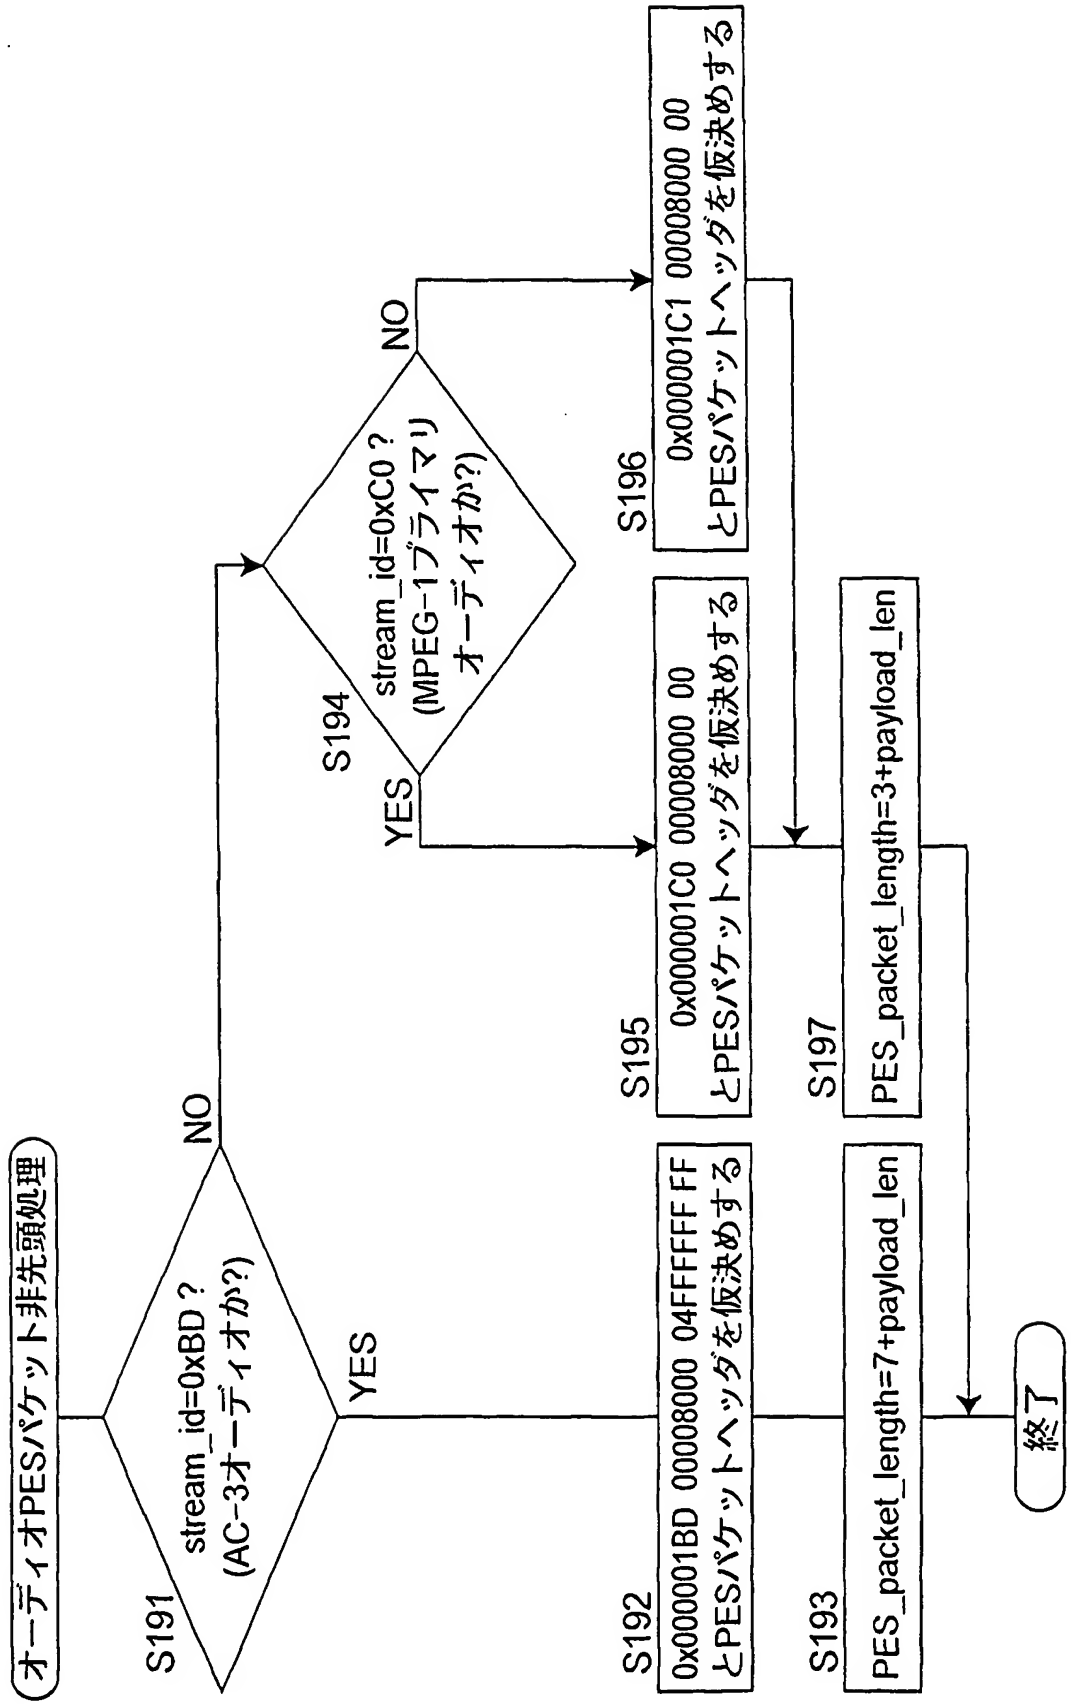 オーディオPESパケット非先頭処理
S191
stream_id=0xBD?
(AC-3オーディオか?)
NO
YES
S194
stream_id=0xC0?
(MPEG-1プライマリ
オーディオか?)
YES
NO
S192
0x000001BD 00008000 04FFFFFF FF
とPESパケットヘッダを仮決めする
S195
0x000001C0 00008000 00
とPESパケットヘッダを仮決めする
S196
0x000001C1 00008000 00
とPESパケットヘッダを仮決めする
S193
PES_packet_length=7+payload_len
S197
PES_packet_length=3+payload_len
終了